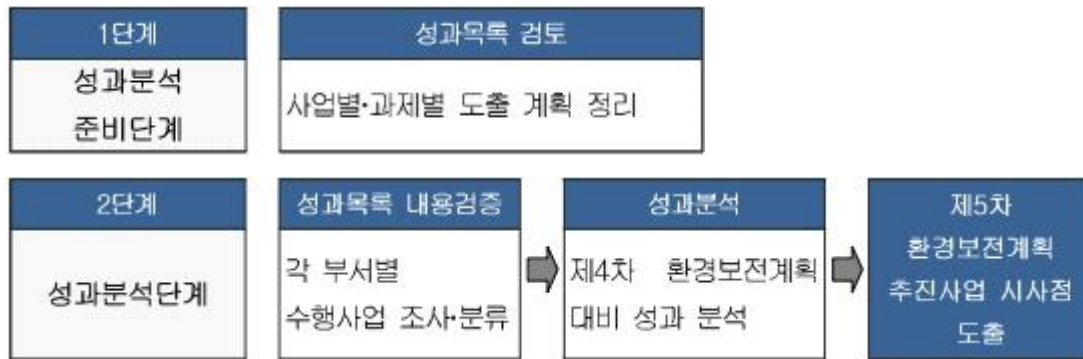 1단계
성과분석
준비단계
성과목록 검토
사업별·과제별 도출 계획 정리
2단계
성과분석단계
성과목록 내용검증
각 부서별
수행사업 조사·분류
성과분석
제4차 환경보전계획
대비 성과 분석
제5차
환경보전계획
추진사업 시사점
도출